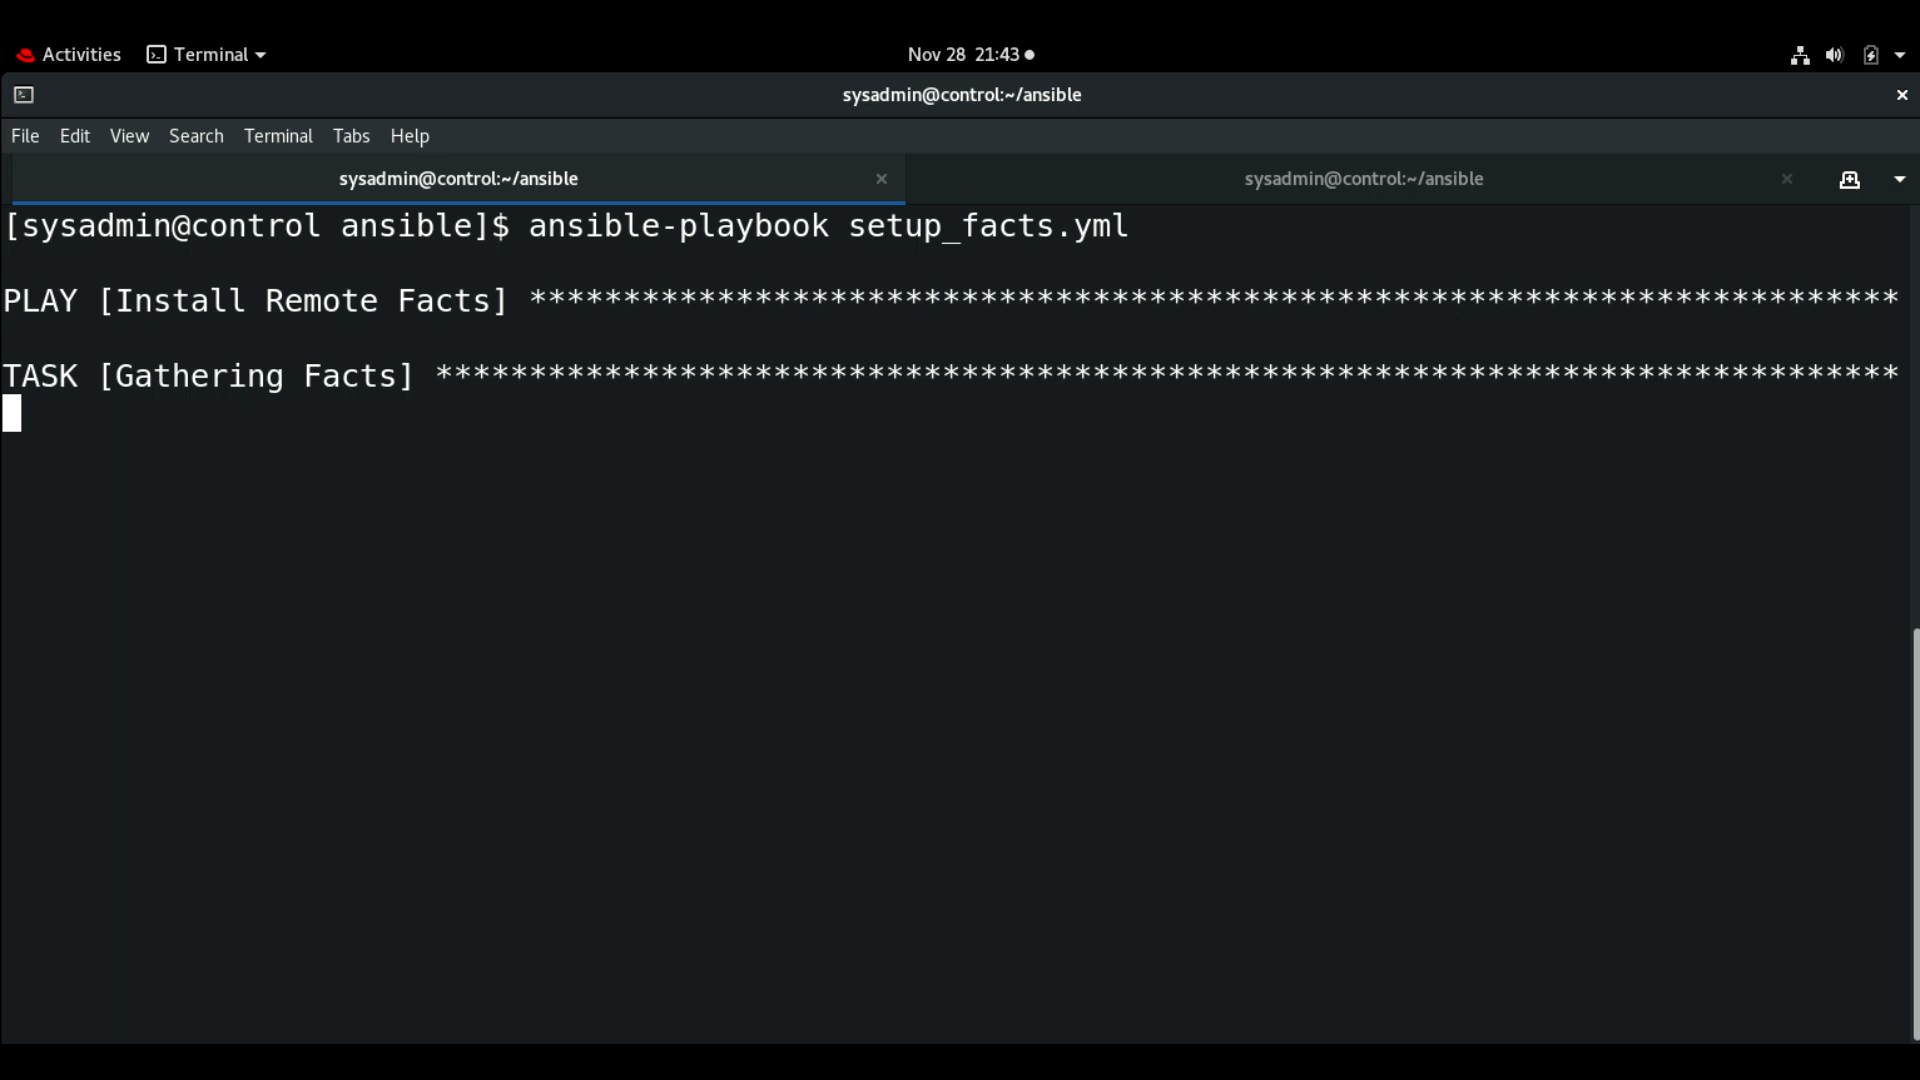 Activities Terminal Nov 28 21:43
sysadmin@control:~/ansible
File Edit View Search Terminal Tabs Help
sysadmin@control:~/ansible sysadmin@control:~/ansible
[sysadmin@control ansible]$ ansible-playbook setup_facts.yml
PLAY [Install Remote Facts] *************************************************************************
TASK [Gathering Facts] ******************************************************************************